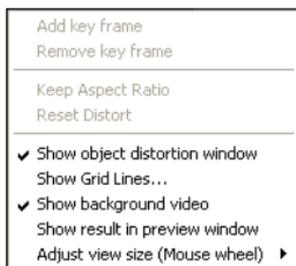 Add key frame
Remove key frame
Keep Aspect Ratio
Reset Distort
Show object distortion window
Show Grid Lines...
Show background video
Show result in preview window
Adjust view size (Mouse wheel)